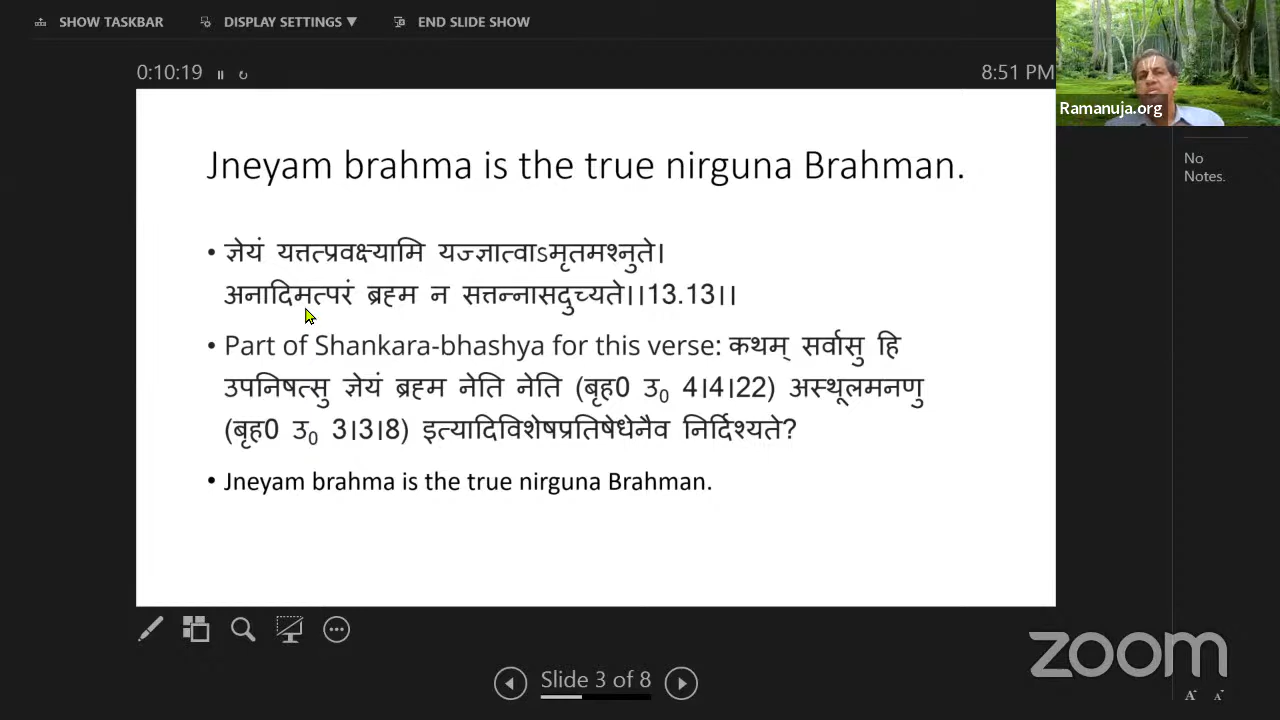 SHOW TASKBAR DISPLAY SETTINGS ▼ END SLIDE SHOW
0:10:19 8:51 PM
Ramanuja.org
No
Notes.
Jneyam brahma is the true nirguna Brahman.
• ज्ञेयं यत्तत्प्रवक्ष्यामि यज्ज्ञात्वाऽमृतमश्नुते।
अनादिमत्परं ब्रह्म न सत्तन्नासदुच्यते।।13.13।।
• Part of Shankara-bhashya for this verse: कथम् सर्वासु हि
उपनिषत्सु ज्ञेयं ब्रह्म नेति नेति (बृह0 उ0 4।4।22) अस्थूलमनणु
(बृह0 उ0 3।3।8) इत्यादिविशेषप्रतिषेधेनैव निर्दिश्यते?
• Jneyam brahma is the true nirguna Brahman.
zoom
Slide 3 of 8
A A